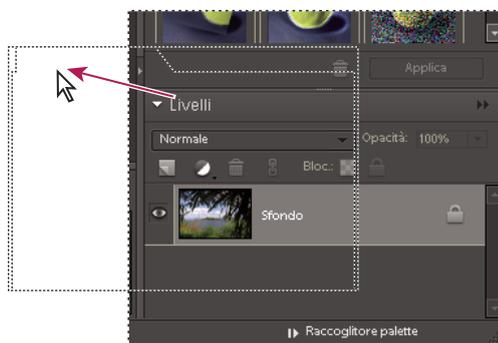 Applica
Livelli
Normale Opacità: 100%
Bloc.:
Sfondo
Raccoglitore palette